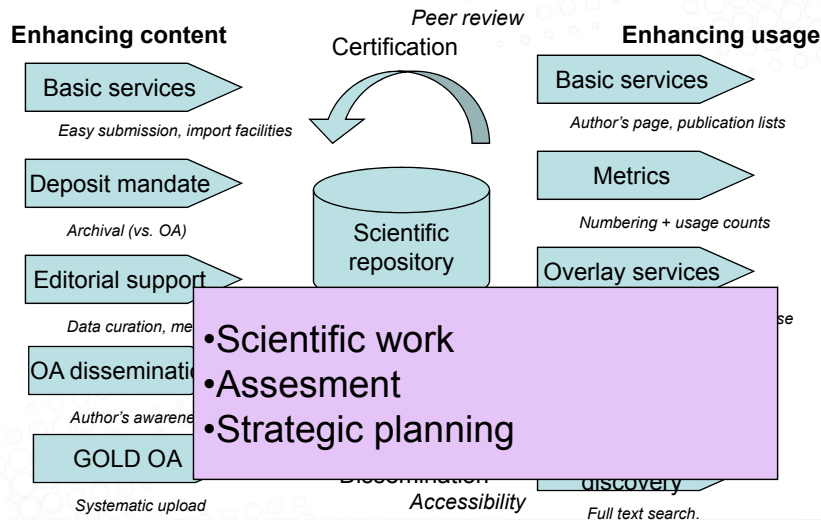 Peer review
Enhancing content
Certification
Enhancing usage
Basic services
Easy submission, import facilities
Deposit mandate
Archival (vs. OA)
Editorial support
Data curation, me
OA disseminati
Author's awarene
GOLD OA
Systematic upload
Scientific
repository
•Scientific work
•Assesment
•Strategic planning
Dissemination
Accessibility
Basic services
Author's page, publication lists
Metrics
Numbering + usage counts
Overlay services
se
discovery
Full text search.